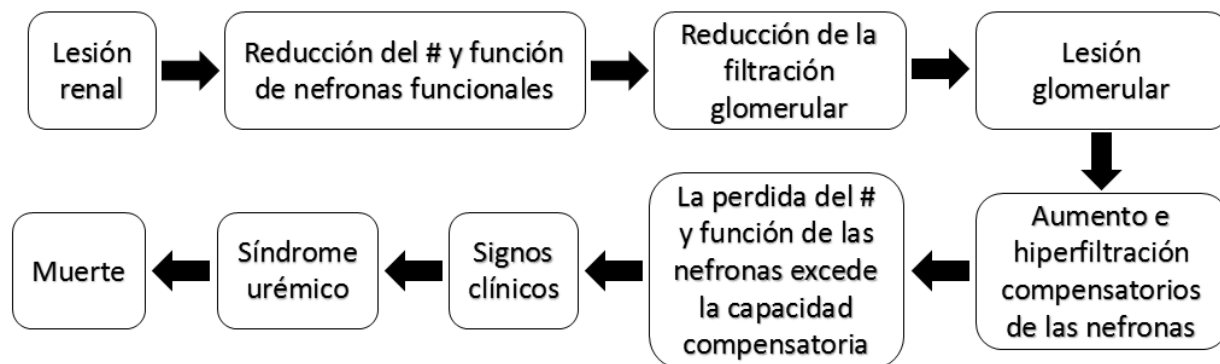 Lesión
renal
Reducción del # y función
de nefronas funcionales
Reducción de la
filtración
glomerular
Lesión
glomerular
Aumento e
hiperfiltración
compensatorios
de las nefronas
La perdida del #
y función de las
nefronas excede
la capacidad
compensatoria
Signos
clínicos
Síndrome
urémico
Muerte